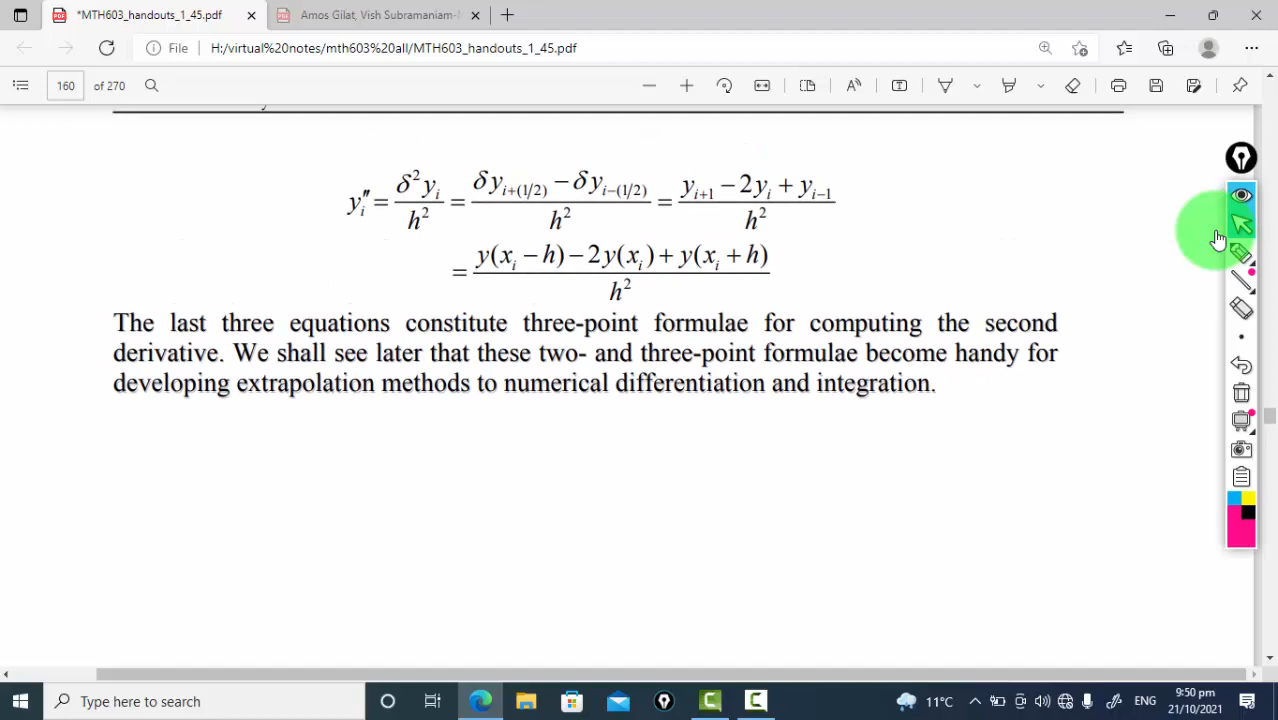 *MTH603_handouts_1_45.pdf
Amos Gilat, Vish Subramaniam-
File
H:/virtual%20notes/mth603%20all/MTH603_handouts_1_45.pdf
160 of 270
y''_i = δ²y_i / h² = (δy_{i+(1/2)} − δy_{i−(1/2)}) / h² = (y_{i+1} − 2y_i + y_{i−1}) / h²
= (y(x_i − h) − 2y(x_i) + y(x_i + h)) / h²
The last three equations constitute three-point formulae for computing the second
derivative. We shall see later that these two- and three-point formulae become handy for
developing extrapolation methods to numerical differentiation and integration.
Type here to search
11°C
ENG
9:50 pm
21/10/2021